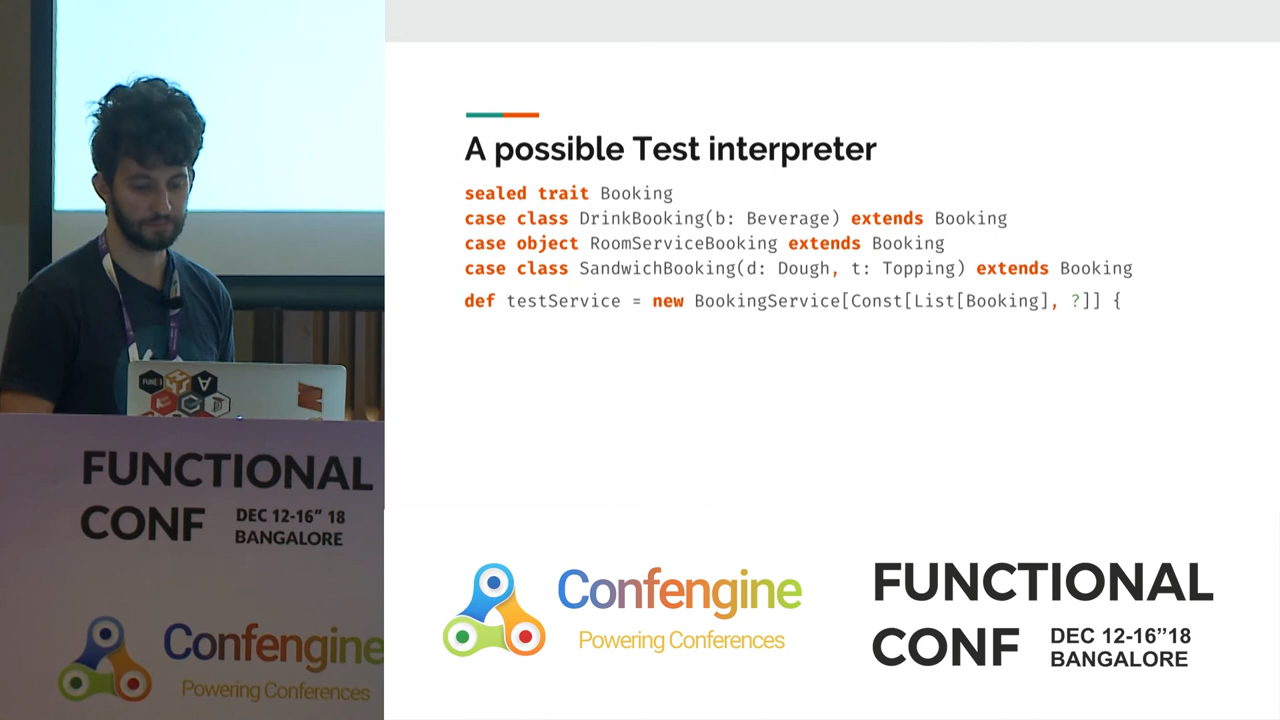 A possible Test interpreter
sealed trait Booking
case class DrinkBooking(b: Beverage) extends Booking
case object RoomServiceBooking extends Booking
case class SandwichBooking(d: Dough, t: Topping) extends Booking
def testService = new BookingService[Const[List[Booking], ?]] {
FUNCTIONAL
CONF
DEC 12-16” 18
BANGALORE
Confengine
Powering Conferences
Confengine
Powering Conferences
FUNCTIONAL
CONF
DEC 12-16”18
BANGALORE